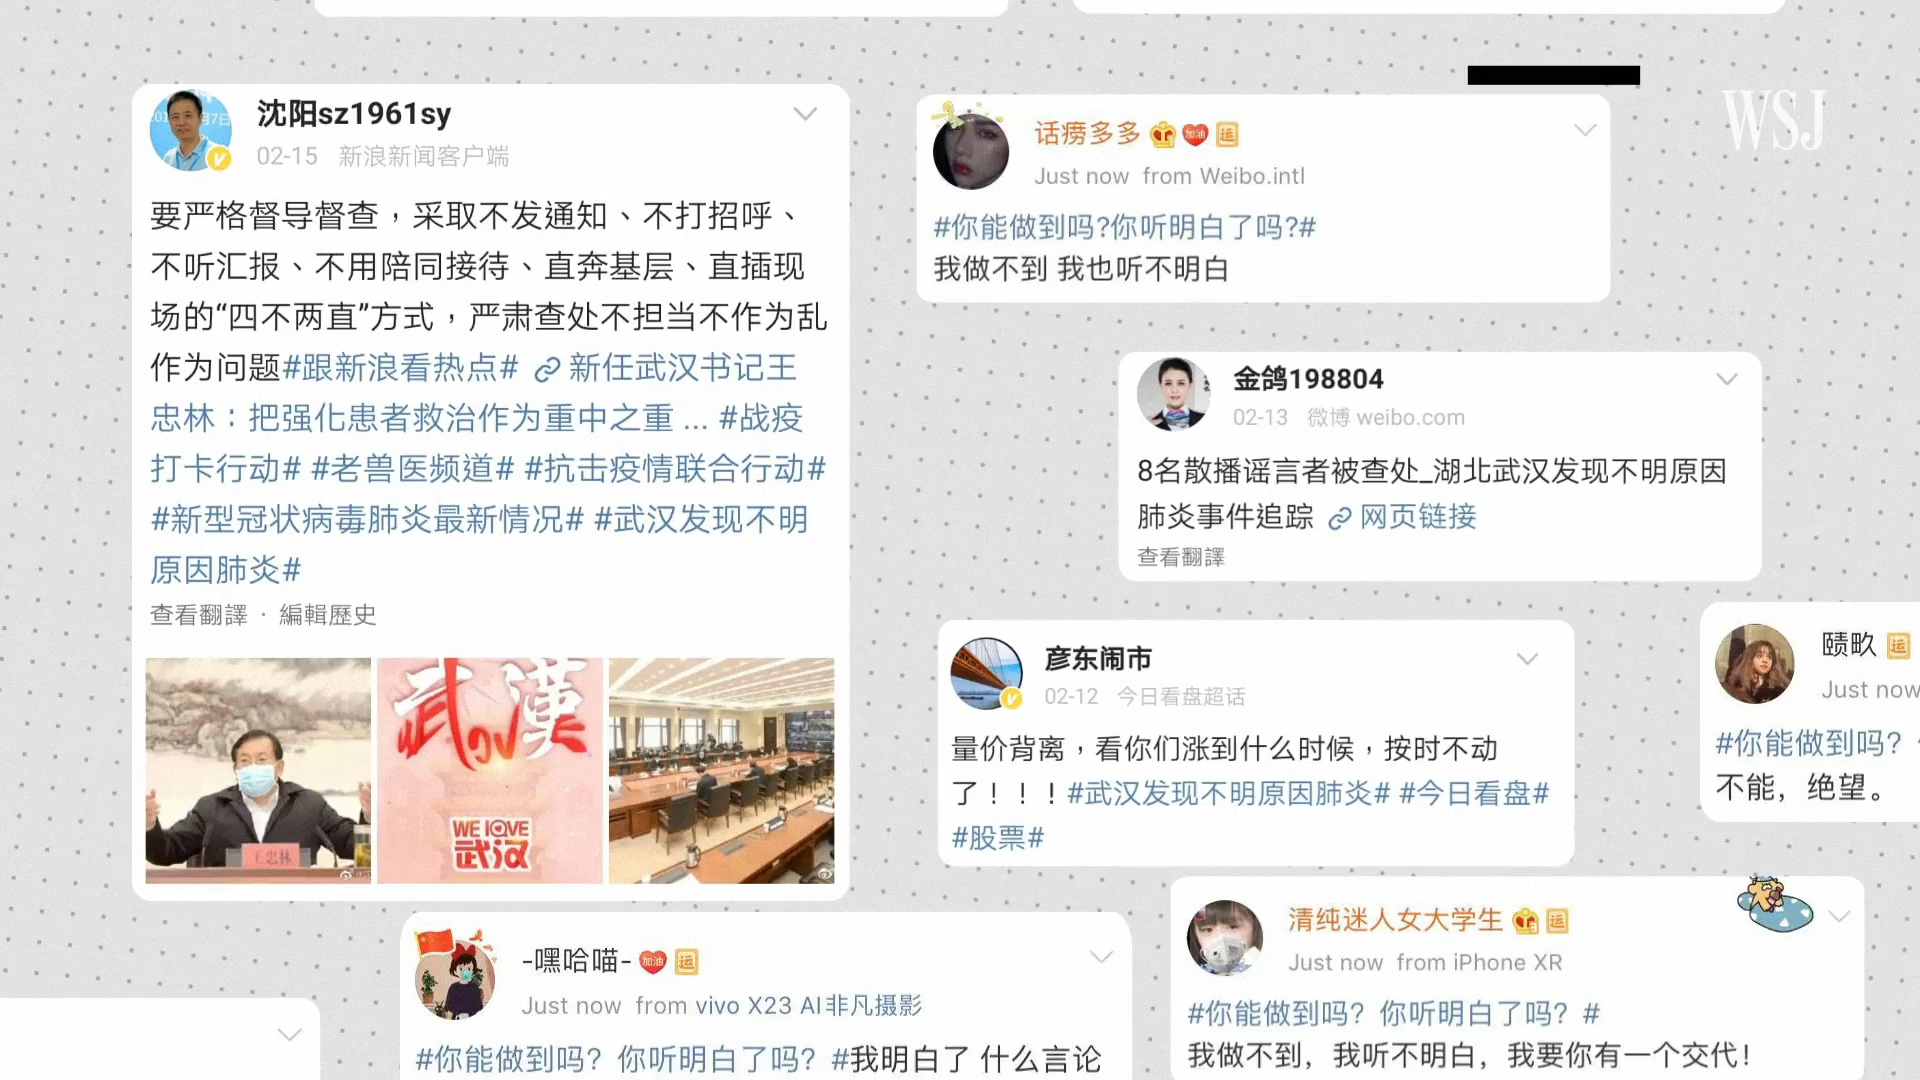 沈阳sz1961sy
02-15 新浪新闻客户端
要严格督导督查，采取不发通知、不打招呼、
不听汇报、不用陪同接待、直奔基层、直插现
场的“四不两直”方式，严肃查处不担当不作为乱
作为问题#跟新浪看热点# 新任武汉书记王
忠林：把强化患者救治作为重中之重 ... #战疫
打卡行动# #老兽医频道# #抗击疫情联合行动#
#新型冠状病毒肺炎最新情况# #武汉发现不明
原因肺炎#
查看翻譯 · 編輯歷史
王忠林
武漢
WE LOVE
武汉
话痨多多 加油 运
Just now from Weibo.intl
#你能做到吗?你听明白了吗?#
我做不到 我也听不明白
WSJ
金鸽198804
02-13 微博 weibo.com
8名散播谣言者被查处_湖北武汉发现不明原因
肺炎事件追踪 网页链接
查看翻譯
彦东闹市
02-12 今日看盘超话
量价背离，看你们涨到什么时候，按时不动
了！！！#武汉发现不明原因肺炎# #今日看盘#
#股票#
赜畋 运
Just now
#你能做到吗？
不能，绝望。
-嘿哈喵- 加油 运
Just now from vivo X23 AI非凡摄影
#你能做到吗？你听明白了吗？#我明白了 什么言论
清纯迷人女大学生 运
Just now from iPhone XR
#你能做到吗？你听明白了吗？#
我做不到，我听不明白，我要你有一个交代！